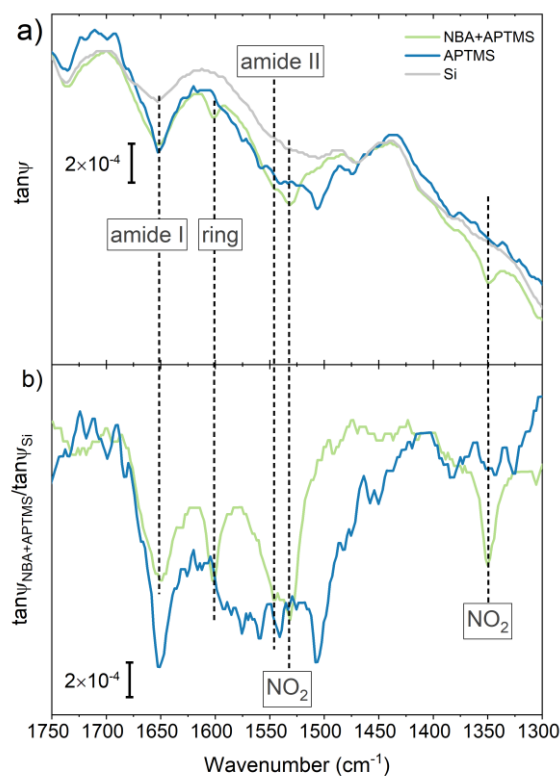 a)
amide II
NBA+APTMS
APTMS
Si
2×10⁻⁴
tanψ
amide I
ring
b)
tanψNBA+APTMS/tanψSi
2×10⁻⁴
NO₂
NO₂
1750 1700 1650 1600 1550 1500 1450 1400 1350 1300
Wavenumber (cm⁻¹)